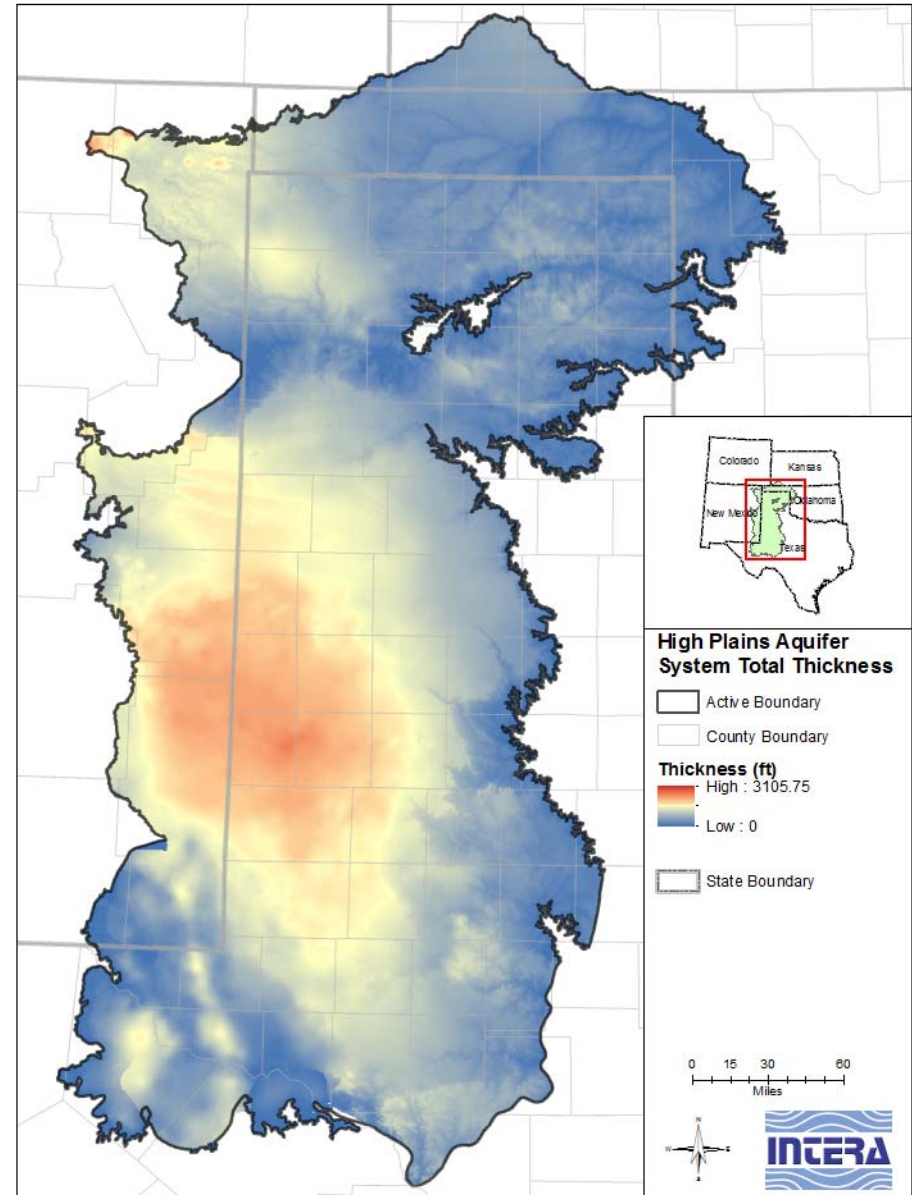 Colorado
Kansas
New Mexico
Oklahoma
Texas
High Plains Aquifer
System Total Thickness
Active Boundary
County Boundary
Thickness (ft)
High : 3105.75
Low : 0
State Boundary
0 15 30 60
Miles
N
W E
S
INTERA